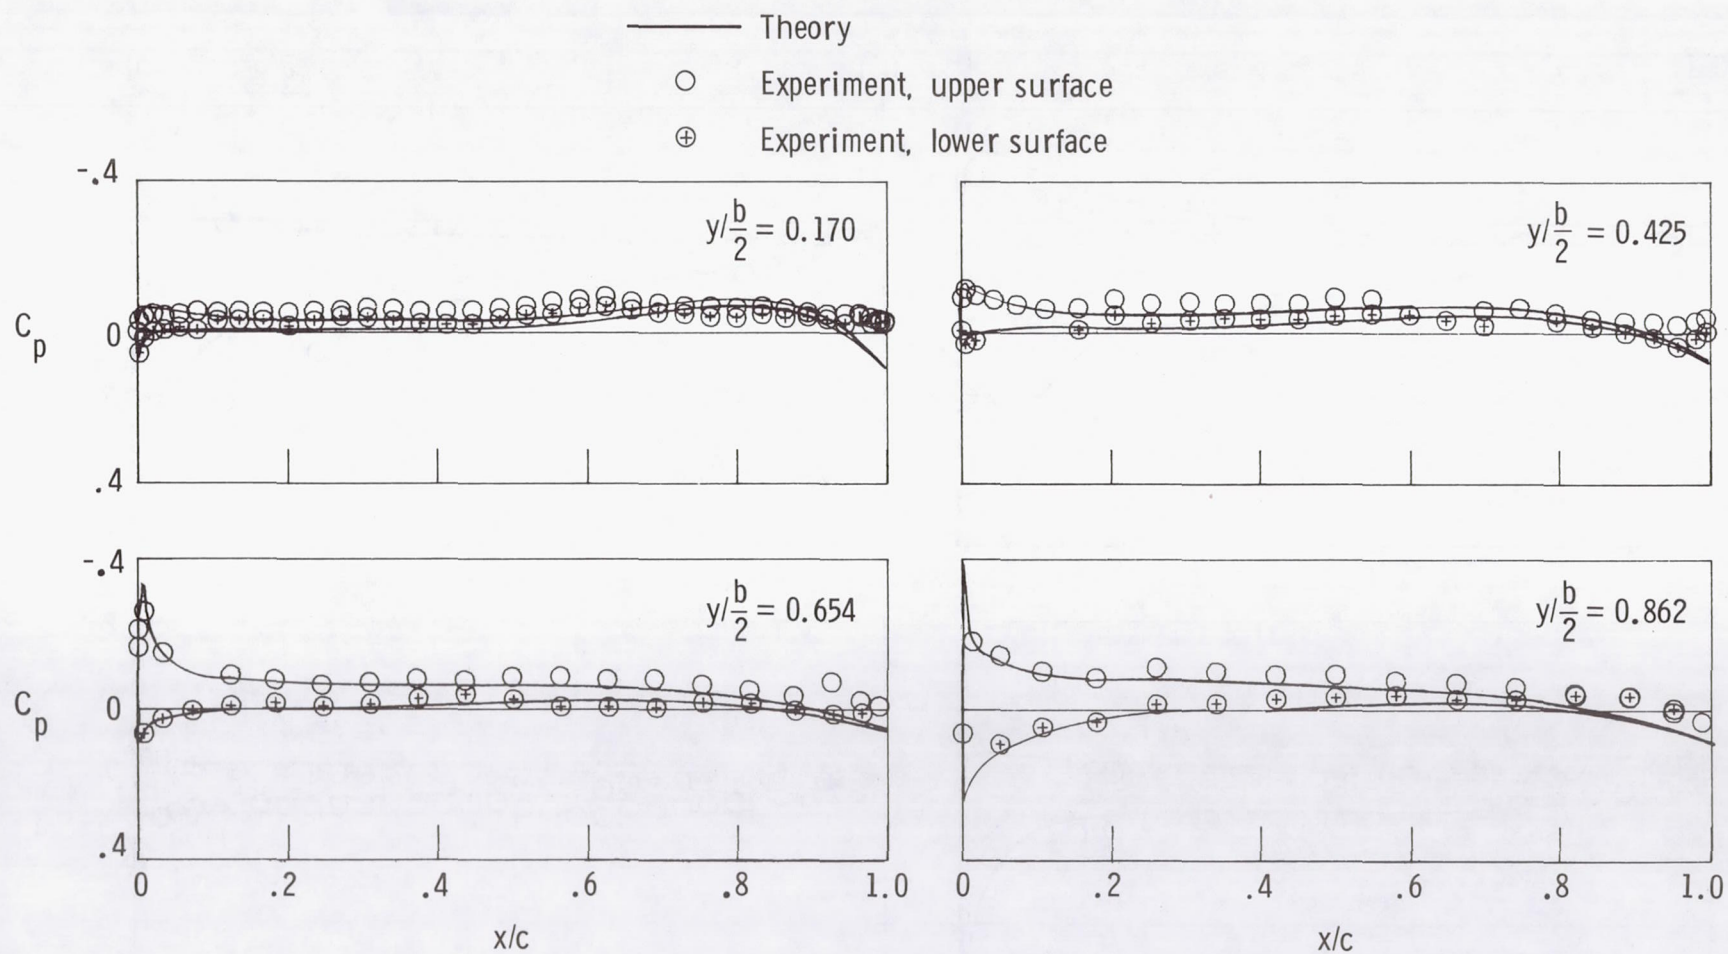 Theory
Experiment, upper surface
Experiment, lower surface
-.4
y/b/2 = 0.170
y/b/2 = 0.425
Cp
0
.4
-.4
y/b/2 = 0.654
y/b/2 = 0.862
Cp
0
.4
0 .2 .4 .6 .8 1.0
0 .2 .4 .6 .8 1.0
x/c
x/c